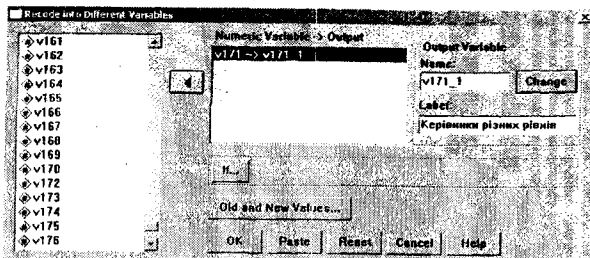 Recode into Different Variables
v161
v162
v163
v164
v165
v166
v167
v168
v169
v170
v172
v173
v174
v175
v176
Numeric Variable -> Output
v171 -> v171_1
Output Variable
Name:
v171_1
Change
Label:
Керівники різних рівнів
If...
Old and New Values...
OK
Paste
Reset
Cancel
Help